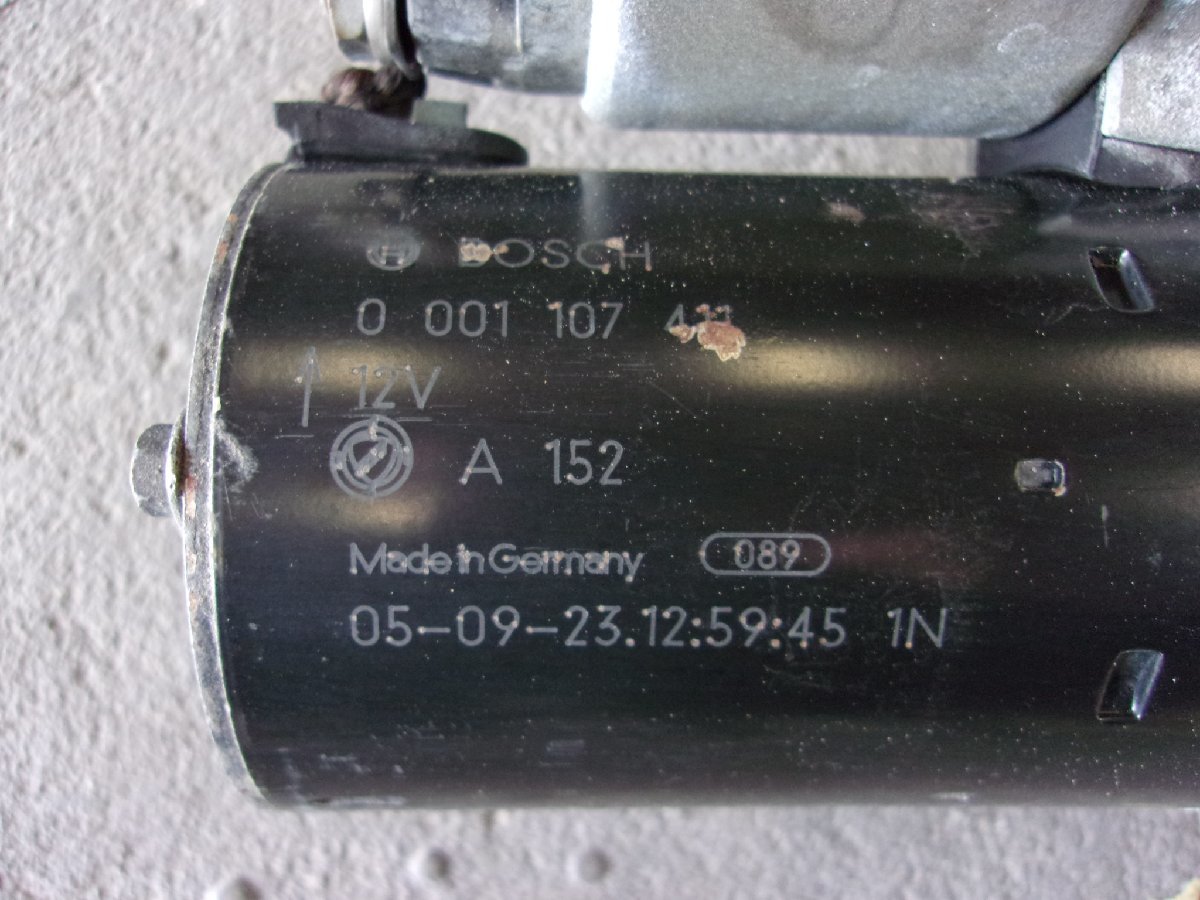 BOSCH
0 001 107
12V
A 152
Made in Germany 089
05-09-23.12:59:45 1N